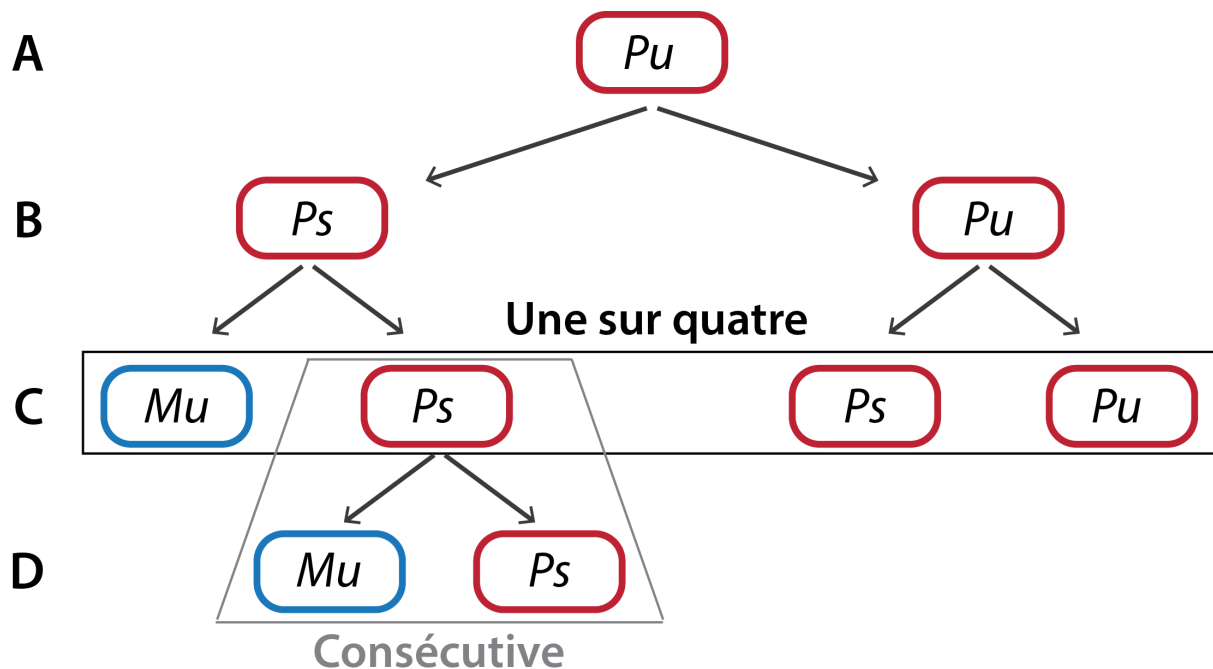 A Pu
B Ps Pu
Une sur quatre
C Mu Ps Ps Pu
D Mu Ps
Consécutive